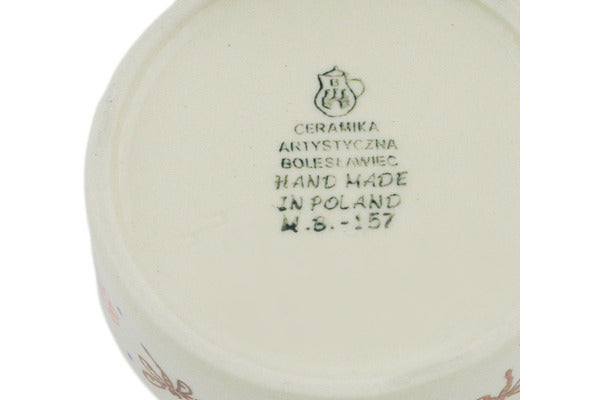 B
CERAMIKA
ARTYSTYCZNA
BOLESŁAWIEC
HAND MADE
IN POLAND
M.B.-157